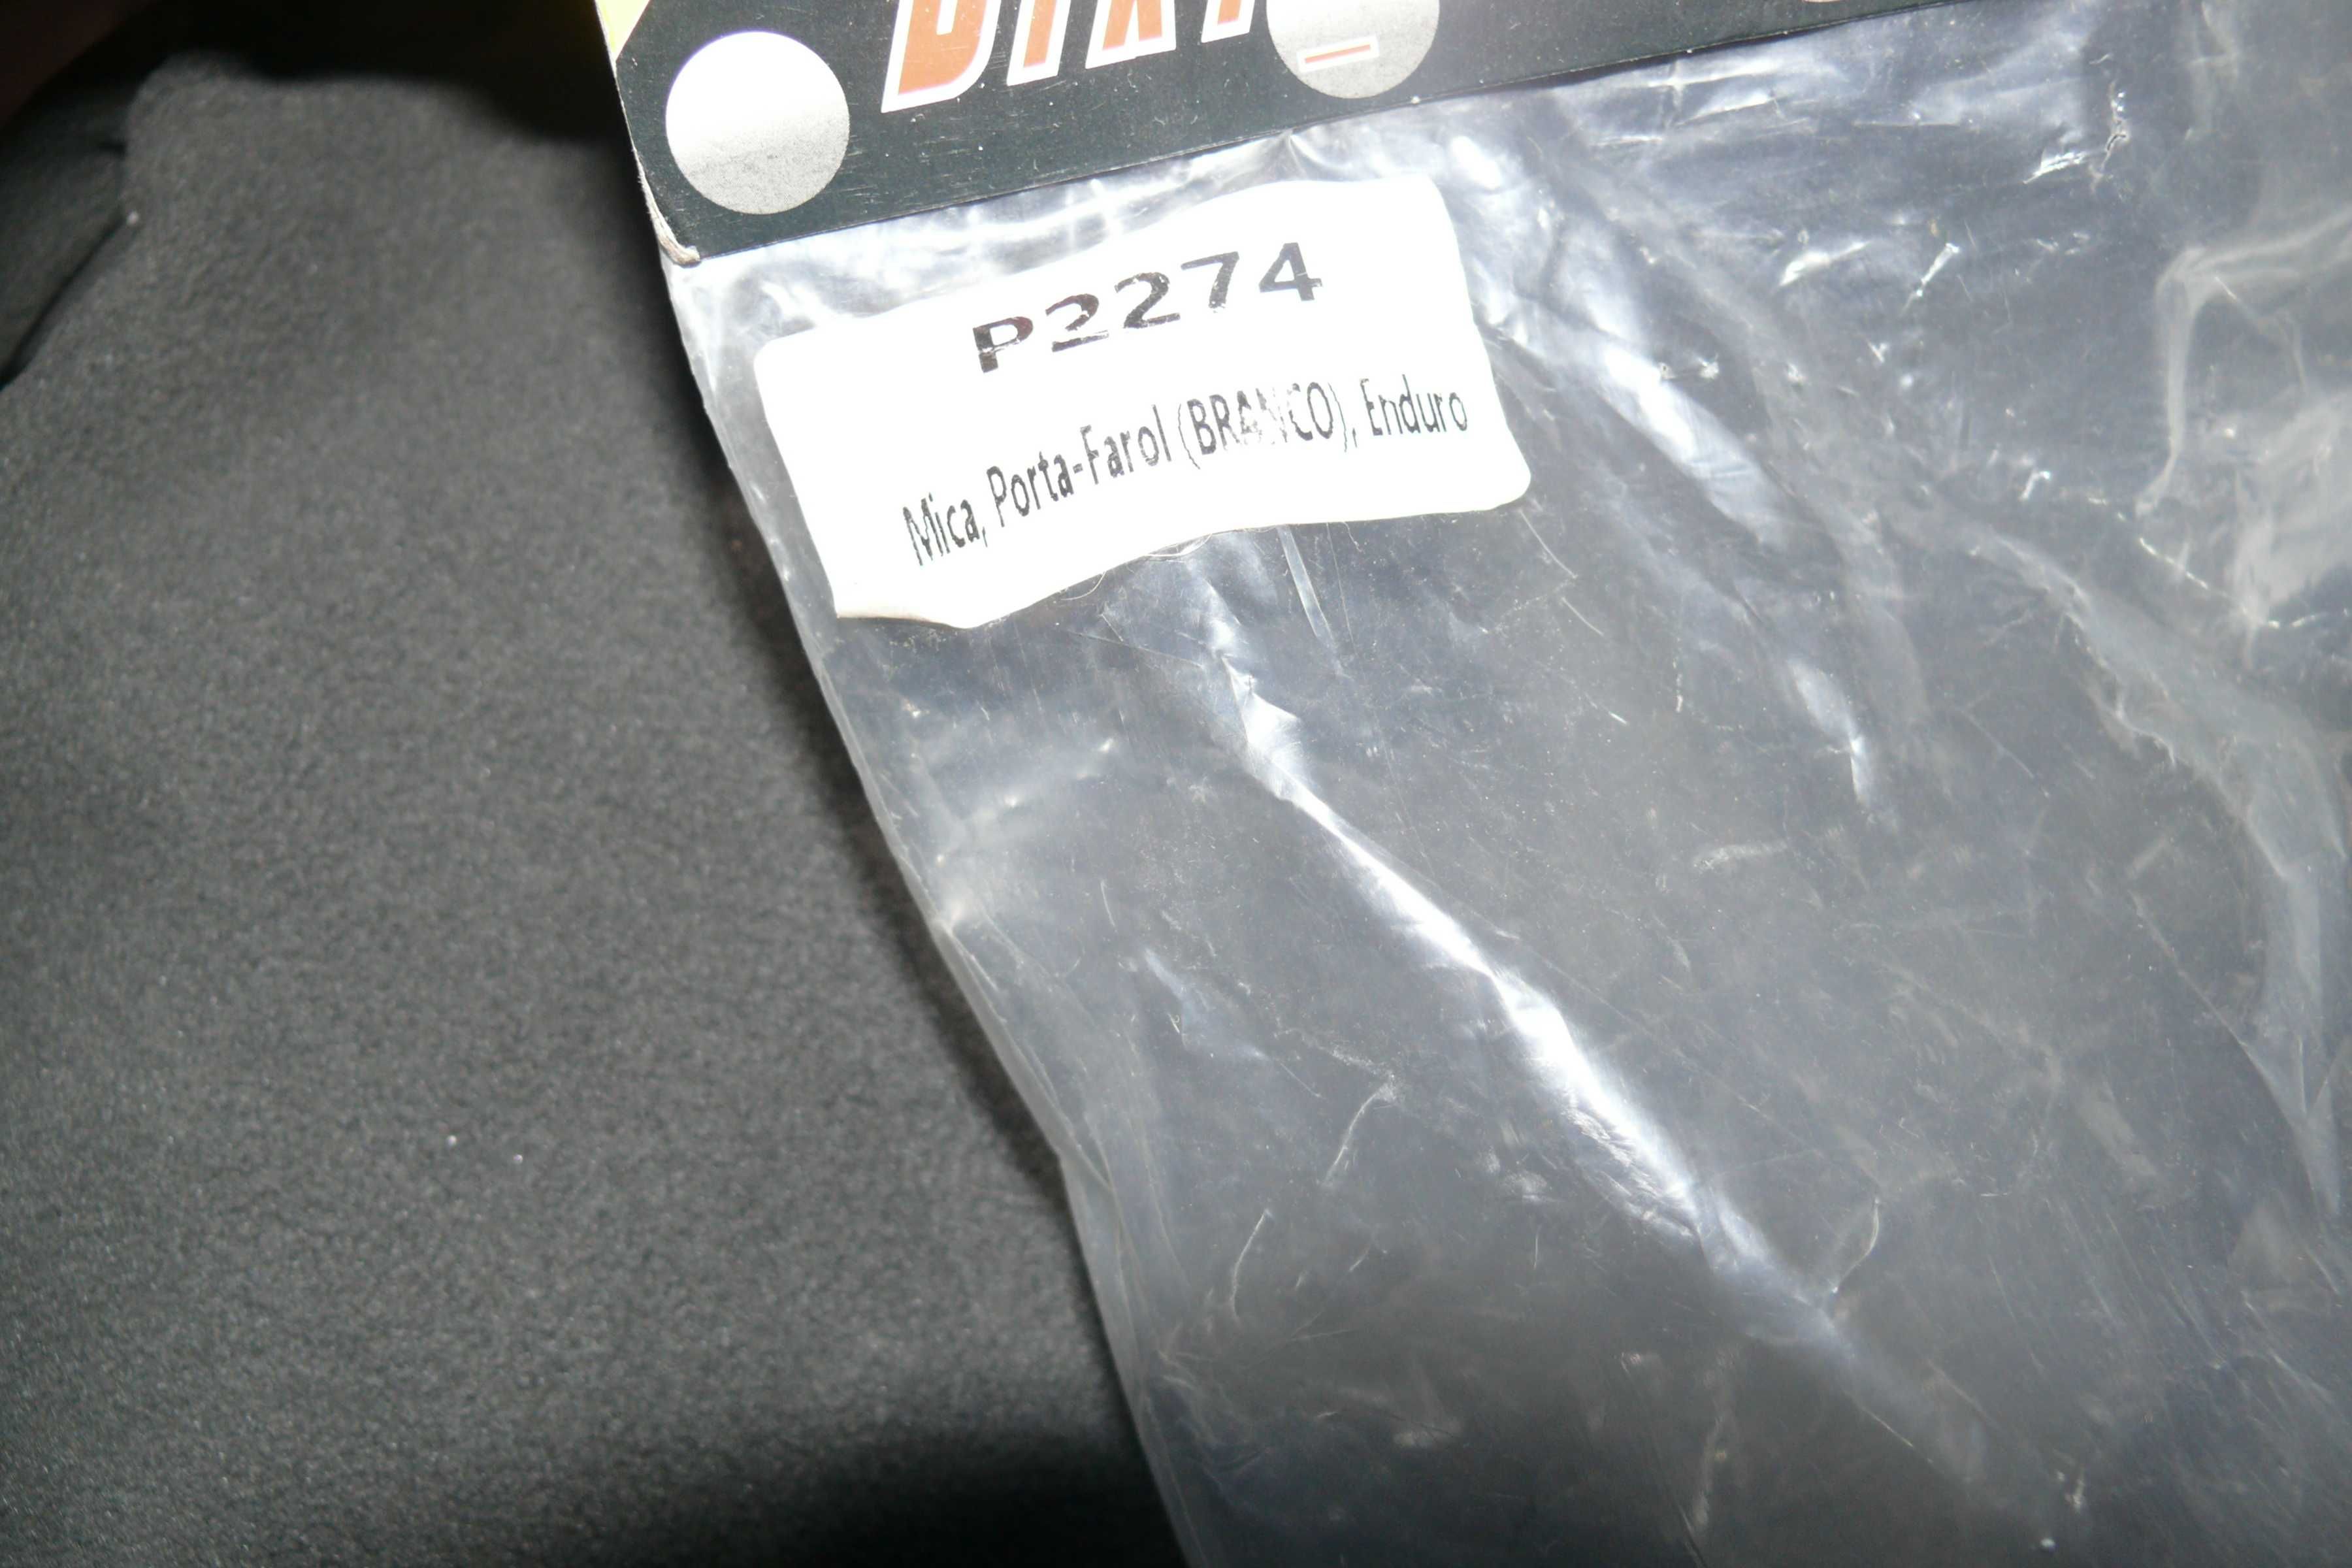 P2274
Mica, Porta-Farol (BRANCO), Enduro